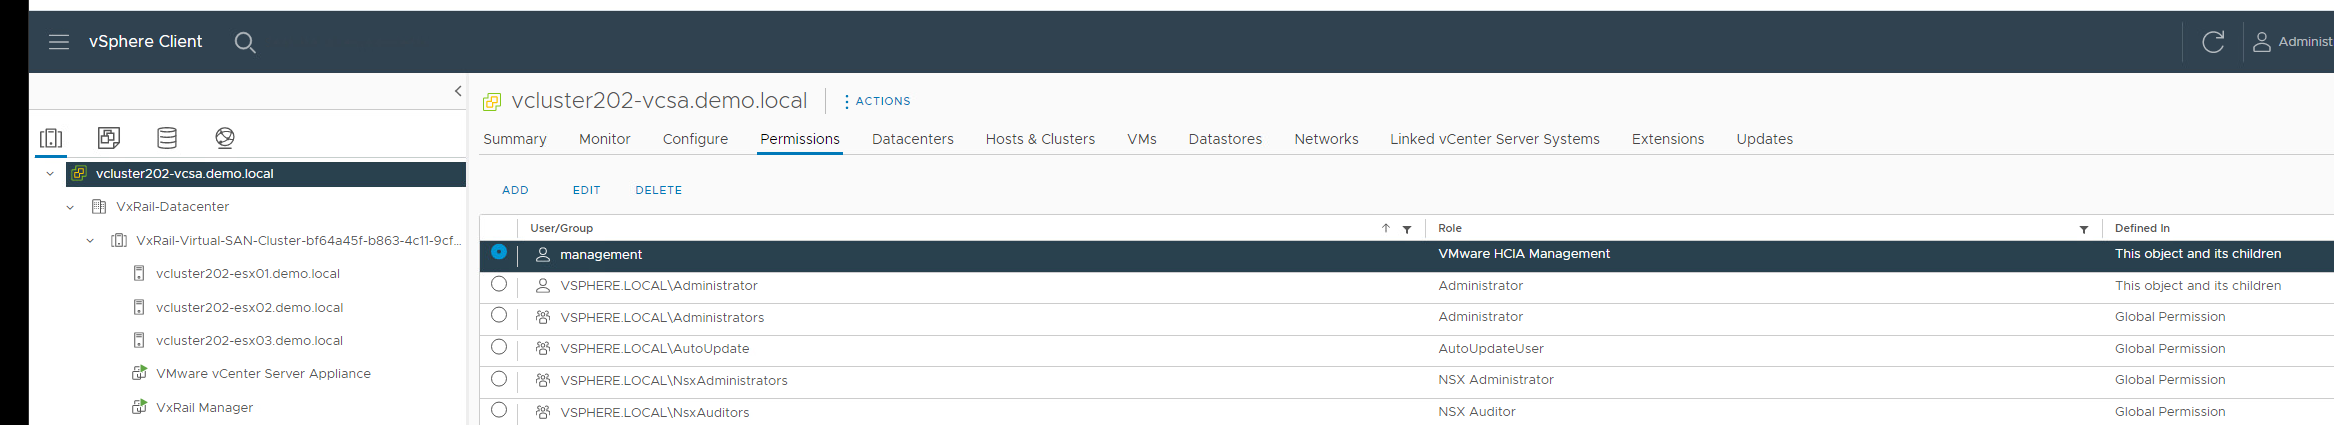 vSphere Client
Administ
vcluster202-vcsa.demo.local
VxRail-Datacenter
VxRail-Virtual-SAN-Cluster-bf64a45f-b863-4c11-9cf...
vcluster202-esx01.demo.local
vcluster202-esx02.demo.local
vcluster202-esx03.demo.local
VMware vCenter Server Appliance
VxRail Manager
vcluster202-vcsa.demo.local ACTIONS
Summary Monitor Configure Permissions Datacenters Hosts & Clusters VMs Datastores Networks Linked vCenter Server Systems Extensions Updates
ADD EDIT DELETE
User/Group Role Defined In
management VMware HCIA Management This object and its children
VSPHERE.LOCAL\Administrator Administrator This object and its children
VSPHERE.LOCAL\Administrators Administrator Global Permission
VSPHERE.LOCAL\AutoUpdate AutoUpdateUser Global Permission
VSPHERE.LOCAL\NsxAdministrators NSX Administrator Global Permission
VSPHERE.LOCAL\NsxAuditors NSX Auditor Global Permission